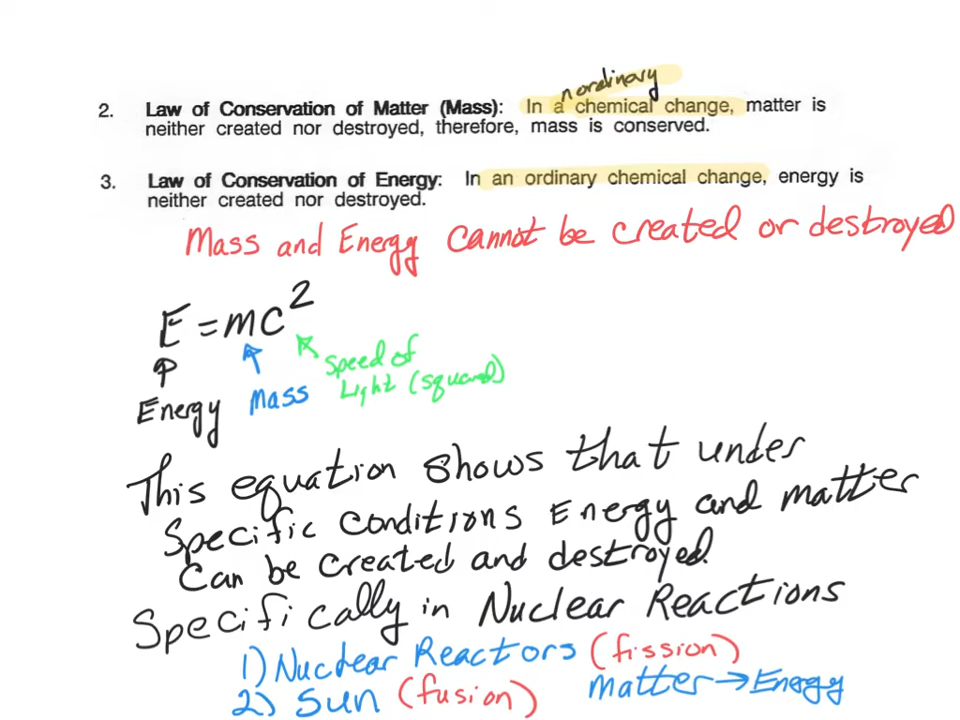 nordinary
2. Law of Conservation of Matter (Mass): In a chemical change, matter is
neither created nor destroyed, therefore, mass is conserved.
3. Law of Conservation of Energy: In an ordinary chemical change, energy is
neither created nor destroyed.
Mass and Energy cannot be created or destroyed
E = mc²
Speed of
Light (squared)
Energy Mass
This equation shows that under
Specific conditions Energy and matter
Can be created and destroyed.
Specifically in Nuclear Reactions
1) Nuclear Reactors (fission)
2) Sun (fusion) matter → Energy